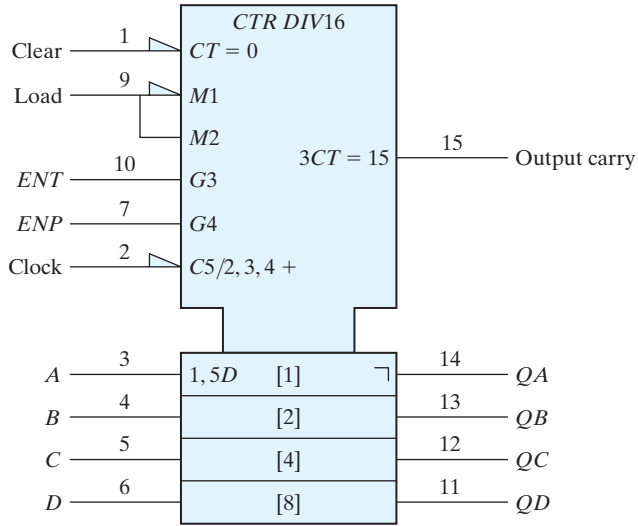 CTR DIV16
Clear 1 CT = 0
Load 9 M1
M2
3CT = 15 15 Output carry
ENT 10 G3
ENP 7 G4
Clock 2 C5/2, 3, 4 +
A 3 1, 5D [1] ┐ 14 QA
B 4 [2] 13 QB
C 5 [4] 12 QC
D 6 [8] 11 QD